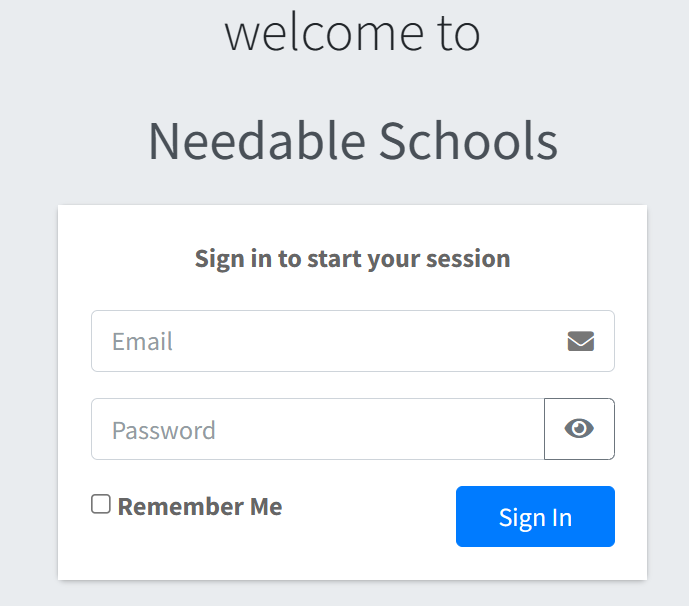 welcome to
Needable Schools
Sign in to start your session
Email
Password
Remember Me
Sign In